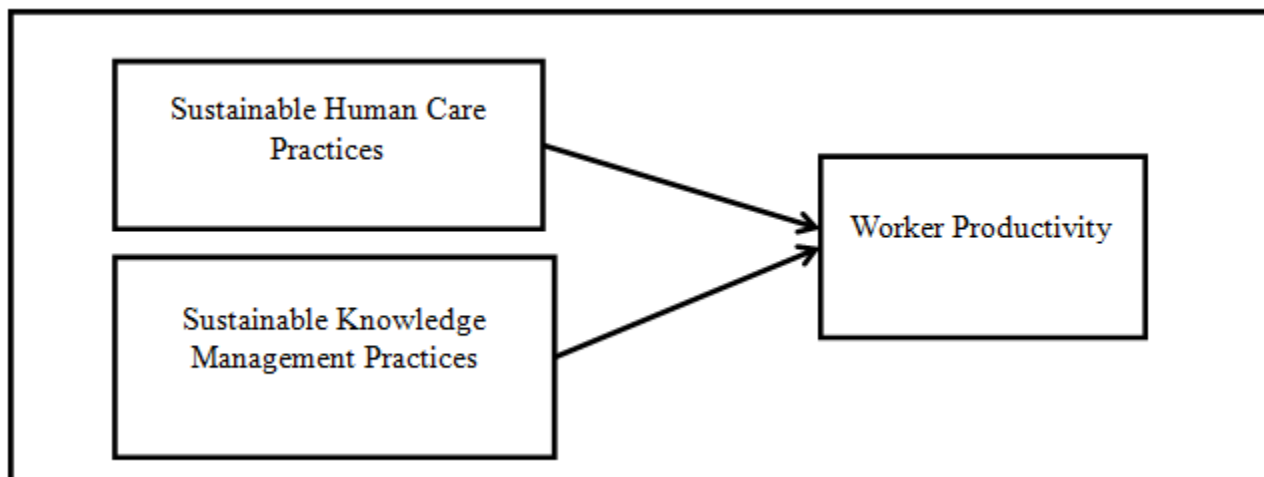 Sustainable Human Care
Practices
Worker Productivity
Sustainable Knowledge
Management Practices